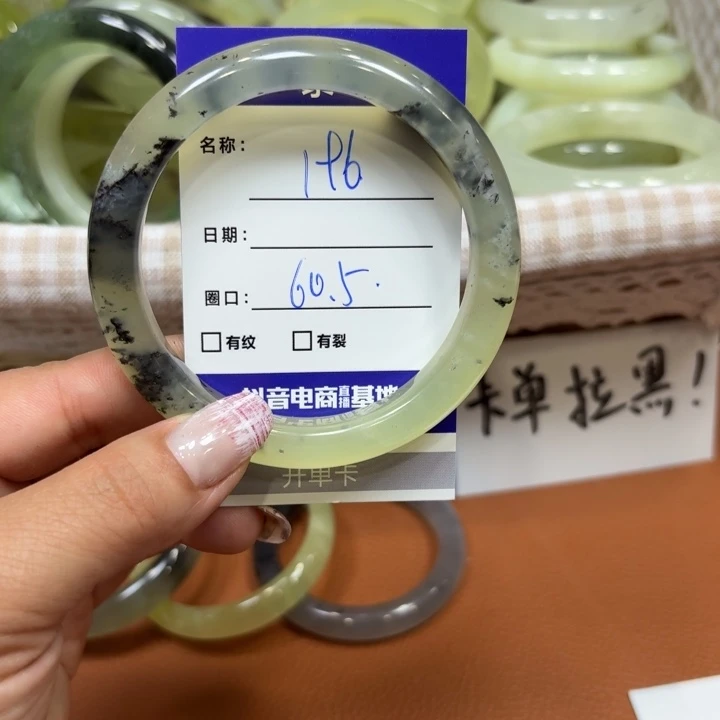 名称: 196
日期:
圈口: 60.5.
有纹 有裂
抖音电商直播基地
开单卡
卡单拉黑!